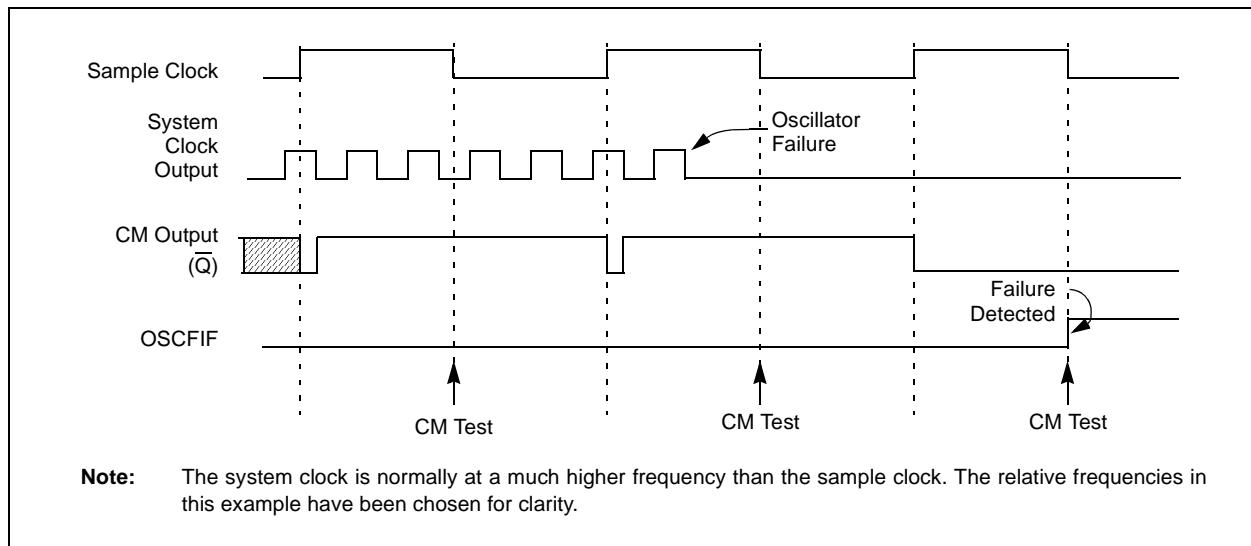 Sample Clock
System
Clock
Output
Oscillator
Failure
CM Output
(Q̅)
Failure
Detected
OSCFIF
CM Test
CM Test
CM Test
Note: The system clock is normally at a much higher frequency than the sample clock. The relative frequencies in
this example have been chosen for clarity.